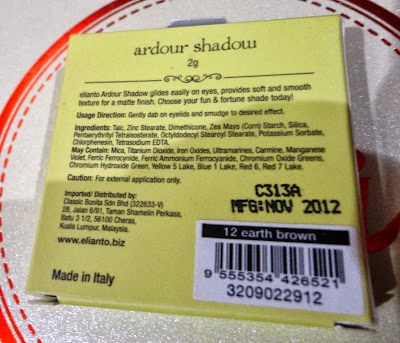 ardour shadow
2g
elianto Ardour Shadow glides easily on eyes, provides soft and smooth
texture for a matte finish. Choose your fun & fortune shade today!
Usage Direction: Gently dab on eyelids and smudge to desired effect.
Ingredients: Talc, Zinc Stearate, Dimethicone, Zea Mays (Corn) Starch, Silica,
Pentaerythrityl Tetraisostearate, Octyldodecyl Stearoyl Stearate, Potassium Sorbate,
Chlorphenesin, Tetrasodium EDTA.
May Contain: Mica, Titanium Dioxide, Iron Oxides, Ultramarines, Carmine, Manganese
Violet, Ferric Ferrocyanide, Ferric Ammonium Ferrocyanide, Chromium Oxide Greens,
Chromium Hydroxide Green, Yellow 5 Lake, Blue 1 Lake, Red 6, Red 7 Lake.
Caution: For external application only.
Imported/ Distributed by:
Classic Bonita Sdn Bhd (322633-V)
28, Jalan 6/91, Taman Shamelin Perkasa,
Batu 3 1/2, 56100 Cheras,
Kuala Lumpur, Malaysia.
www.elianto.biz
Made in Italy
C313A
MFG:NOV 2012
12 earth brown
9 555354 426521
3209022912